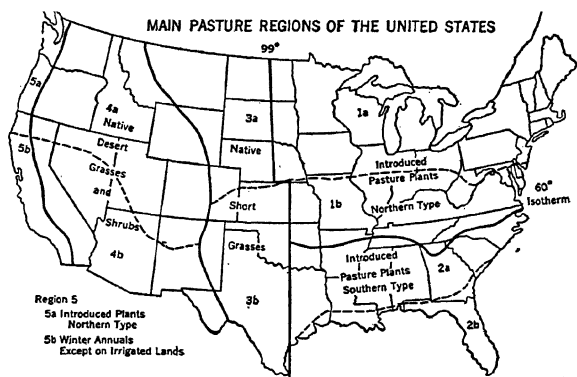 MAIN PASTURE REGIONS OF THE UNITED STATES
99°
5a
4a
Native
3a
1a
5b
Desert
Grasses
and
Native
Introduced
Pasture Plants
Northern Type
60°
Isotherm
1b
Short
Shrubs
4b
Grasses
3b
Introduced
Pasture Plants
Southern Type
2a
2b
Region 5
5a Introduced Plants
Northern Type
5b Winter Annuals
Except on Irrigated Lands